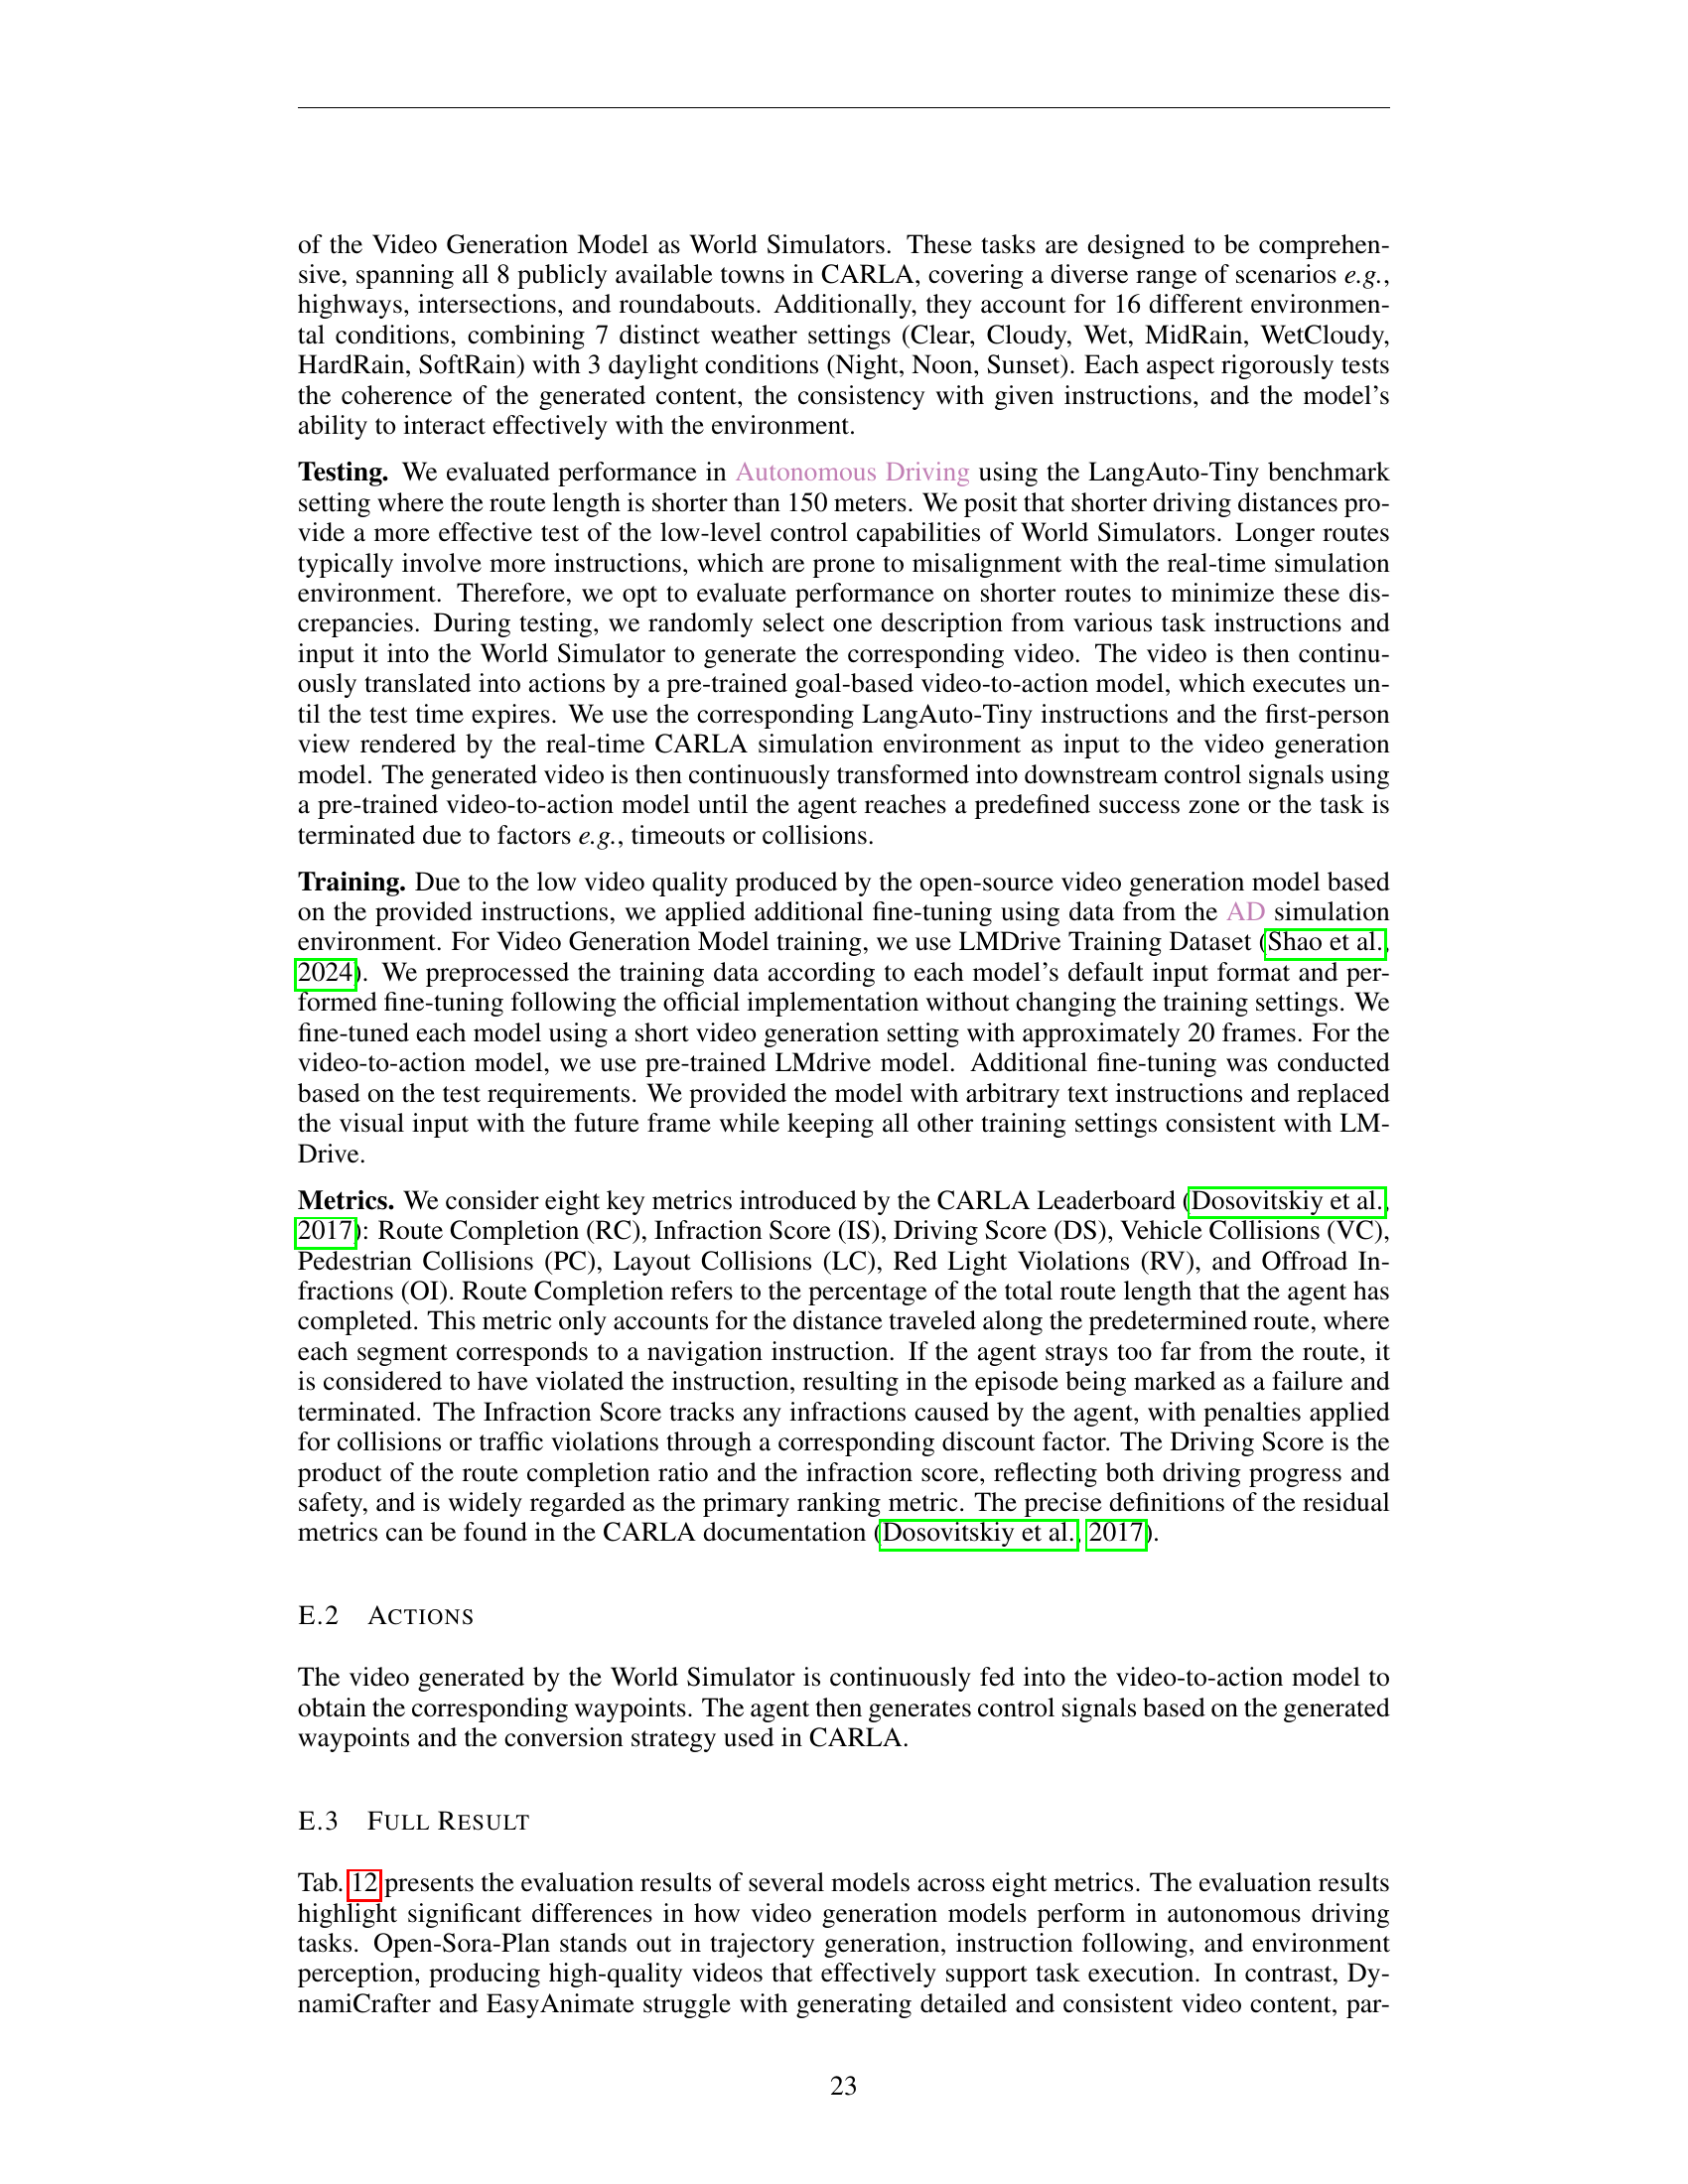 of the Video Generation Model as World Simulators. These tasks are designed to be comprehen-
sive, spanning all 8 publicly available towns in CARLA, covering a diverse range of scenarios e.g.,
highways, intersections, and roundabouts. Additionally, they account for 16 different environmen-
tal conditions, combining 7 distinct weather settings (Clear, Cloudy, Wet, MidRain, WetCloudy,
HardRain, SoftRain) with 3 daylight conditions (Night, Noon, Sunset). Each aspect rigorously tests
the coherence of the generated content, the consistency with given instructions, and the model's
ability to interact effectively with the environment.
Testing. We evaluated performance in Autonomous Driving using the LangAuto-Tiny benchmark
setting where the route length is shorter than 150 meters. We posit that shorter driving distances pro-
vide a more effective test of the low-level control capabilities of World Simulators. Longer routes
typically involve more instructions, which are prone to misalignment with the real-time simulation
environment. Therefore, we opt to evaluate performance on shorter routes to minimize these dis-
crepancies. During testing, we randomly select one description from various task instructions and
input it into the World Simulator to generate the corresponding video. The video is then continu-
ously translated into actions by a pre-trained goal-based video-to-action model, which executes un-
til the test time expires. We use the corresponding LangAuto-Tiny instructions and the first-person
view rendered by the real-time CARLA simulation environment as input to the video generation
model. The generated video is then continuously transformed into downstream control signals using
a pre-trained video-to-action model until the agent reaches a predefined success zone or the task is
terminated due to factors e.g., timeouts or collisions.
Training. Due to the low video quality produced by the open-source video generation model based
on the provided instructions, we applied additional fine-tuning using data from the AD simulation
environment. For Video Generation Model training, we use LMDrive Training Dataset (Shao et al.,
2024). We preprocessed the training data according to each model's default input format and per-
formed fine-tuning following the official implementation without changing the training settings. We
fine-tuned each model using a short video generation setting with approximately 20 frames. For the
video-to-action model, we use pre-trained LMdrive model. Additional fine-tuning was conducted
based on the test requirements. We provided the model with arbitrary text instructions and replaced
the visual input with the future frame while keeping all other training settings consistent with LM-
Drive.
Metrics. We consider eight key metrics introduced by the CARLA Leaderboard (Dosovitskiy et al.,
2017): Route Completion (RC), Infraction Score (IS), Driving Score (DS), Vehicle Collisions (VC),
Pedestrian Collisions (PC), Layout Collisions (LC), Red Light Violations (RV), and Offroad In-
fractions (OI). Route Completion refers to the percentage of the total route length that the agent has
completed. This metric only accounts for the distance traveled along the predetermined route, where
each segment corresponds to a navigation instruction. If the agent strays too far from the route, it
is considered to have violated the instruction, resulting in the episode being marked as a failure and
terminated. The Infraction Score tracks any infractions caused by the agent, with penalties applied
for collisions or traffic violations through a corresponding discount factor. The Driving Score is the
product of the route completion ratio and the infraction score, reflecting both driving progress and
safety, and is widely regarded as the primary ranking metric. The precise definitions of the residual
metrics can be found in the CARLA documentation (Dosovitskiy et al., 2017).
E.2 ACTIONS
The video generated by the World Simulator is continuously fed into the video-to-action model to
obtain the corresponding waypoints. The agent then generates control signals based on the generated
waypoints and the conversion strategy used in CARLA.
E.3 FULL RESULT
Tab. 12 presents the evaluation results of several models across eight metrics. The evaluation results
highlight significant differences in how video generation models perform in autonomous driving
tasks. Open-Sora-Plan stands out in trajectory generation, instruction following, and environment
perception, producing high-quality videos that effectively support task execution. In contrast, Dy-
namiCrafter and EasyAnimate struggle with generating detailed and consistent video content, par-
23